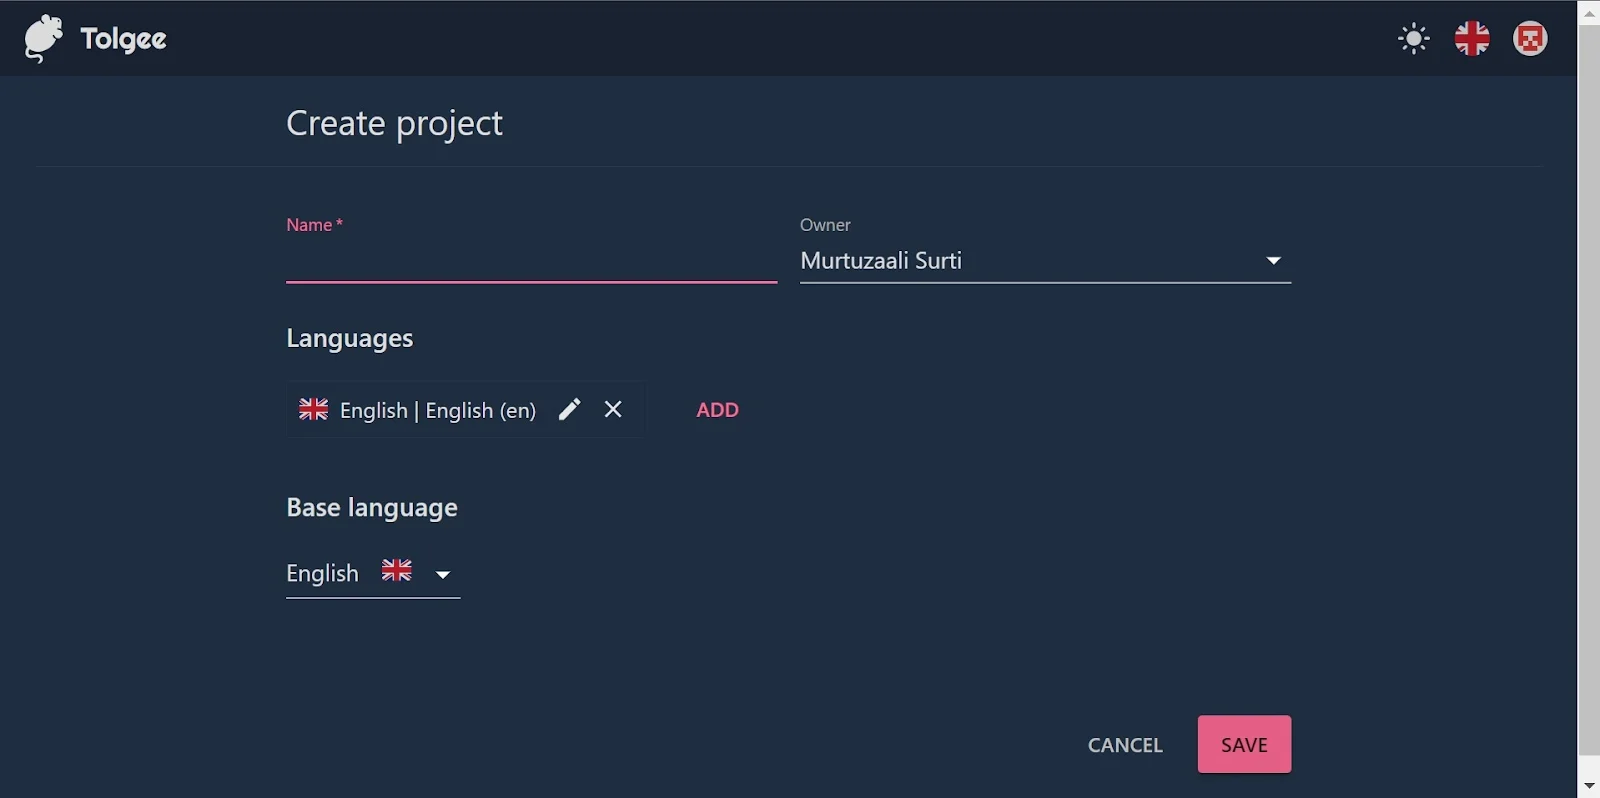 Tolgee
Create project
Name *
Owner
Murtuzaali Surti
Languages
English | English (en)
ADD
Base language
English
CANCEL
SAVE